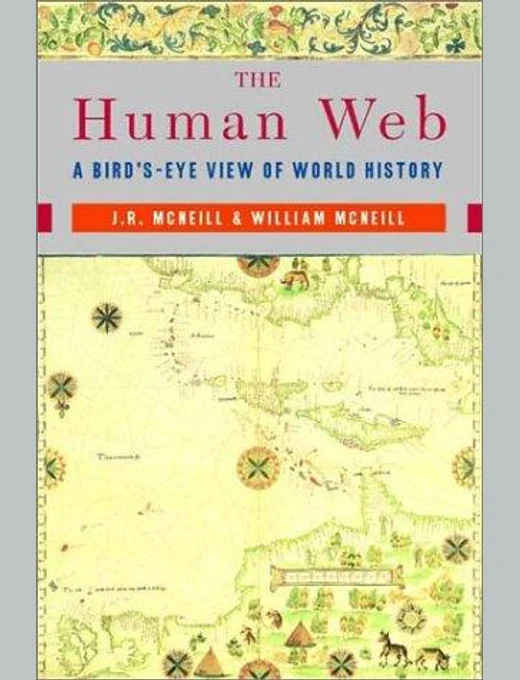 THE
Human Web
A BIRD'S-EYE VIEW OF WORLD HISTORY
J.R. MCNEILL & WILLIAM MCNEILL